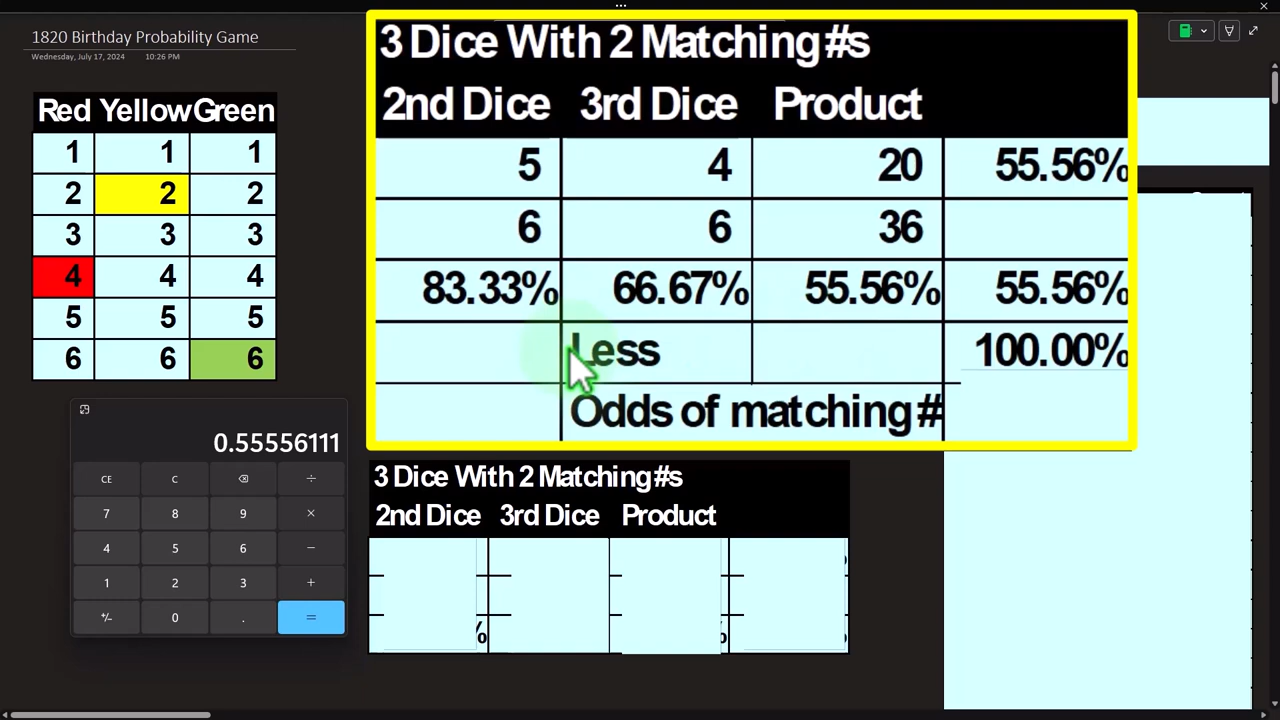 1820 Birthday Probability Game
Wednesday, July 17, 2024 10:26 PM
Red Yellow Green
1 1 1
2 2 2
3 3 3
4 4 4
5 5 5
6 6 6
0.55556111
CE C ⌫ ÷
7 8 9 ×
4 5 6 −
1 2 3 +
+/- 0 . =
3 Dice With 2 Matching #s
2nd Dice 3rd Dice Product
5 4 20 55.56%
6 6 36
83.33% 66.67% 55.56% 55.56%
Less 100.00%
Odds of matching #
3 Dice With 2 Matching #s
2nd Dice 3rd Dice Product
% %